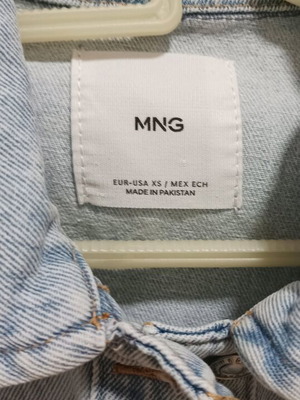 MNG
EUR-USA XS / MEX ECH
MADE IN PAKISTAN